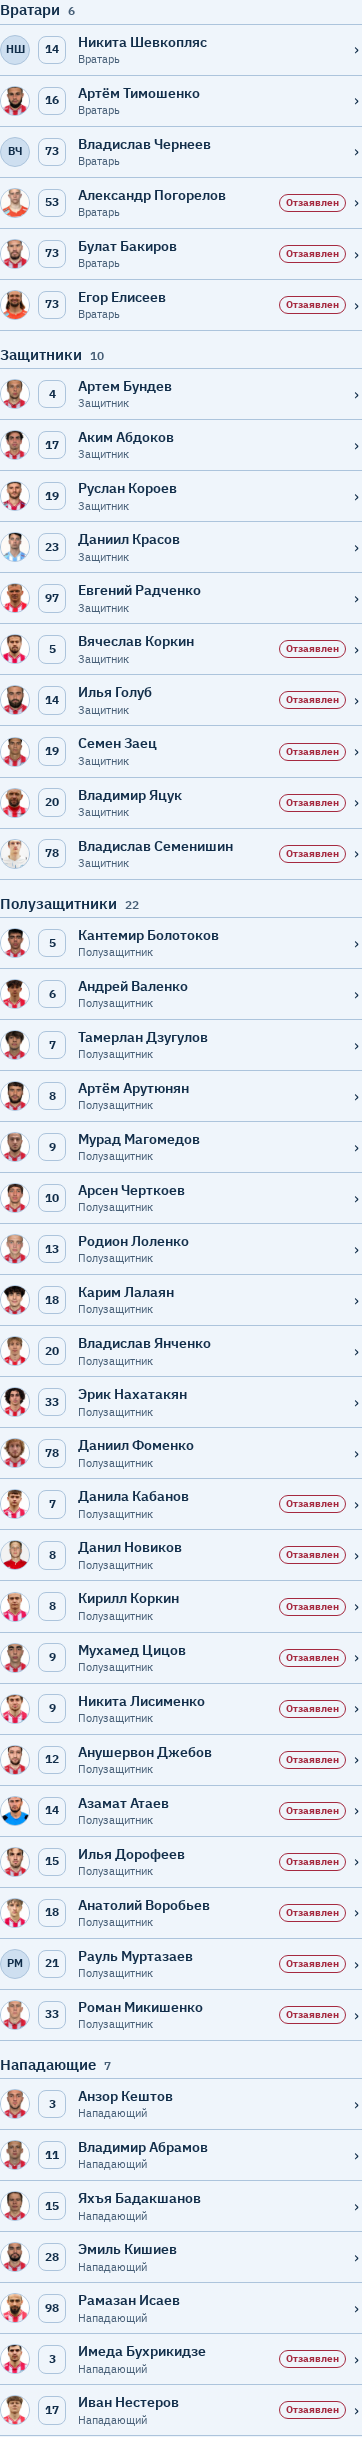 Вратари 6
НШ 14 Никита Шевкопляс
Вратарь
16 Артём Тимошенко
Вратарь
ВЧ 73 Владислав Чернеев
Вратарь
53 Александр Погорелов Отзаявлен
Вратарь
73 Булат Бакиров Отзаявлен
Вратарь
73 Егор Елисеев Отзаявлен
Вратарь
Защитники 10
4 Артем Бундев
Защитник
17 Аким Абдоков
Защитник
19 Руслан Короев
Защитник
23 Даниил Красов
Защитник
97 Евгений Радченко
Защитник
5 Вячеслав Коркин Отзаявлен
Защитник
14 Илья Голуб Отзаявлен
Защитник
19 Семен Заец Отзаявлен
Защитник
20 Владимир Яцук Отзаявлен
Защитник
78 Владислав Семенишин Отзаявлен
Защитник
Полузащитники 22
5 Кантемир Болотоков
Полузащитник
6 Андрей Валенко
Полузащитник
7 Тамерлан Дзугулов
Полузащитник
8 Артём Арутюнян
Полузащитник
9 Мурад Магомедов
Полузащитник
10 Арсен Черткоев
Полузащитник
13 Родион Лоленко
Полузащитник
18 Карим Лалаян
Полузащитник
20 Владислав Янченко
Полузащитник
33 Эрик Нахатакян
Полузащитник
78 Даниил Фоменко
Полузащитник
7 Данила Кабанов Отзаявлен
Полузащитник
8 Данил Новиков Отзаявлен
Полузащитник
8 Кирилл Коркин Отзаявлен
Полузащитник
9 Мухамед Цицов Отзаявлен
Полузащитник
9 Никита Лисименко Отзаявлен
Полузащитник
12 Анушервон Джебов Отзаявлен
Полузащитник
14 Азамат Атаев Отзаявлен
Полузащитник
15 Илья Дорофеев Отзаявлен
Полузащитник
18 Анатолий Воробьев Отзаявлен
Полузащитник
РМ 21 Рауль Муртазаев Отзаявлен
Полузащитник
33 Роман Микишенко Отзаявлен
Полузащитник
Нападающие 7
3 Анзор Кештов
Нападающий
11 Владимир Абрамов
Нападающий
15 Яхъя Бадакшанов
Нападающий
28 Эмиль Кишиев
Нападающий
98 Рамазан Исаев
Нападающий
3 Имеда Бухрикидзе Отзаявлен
Нападающий
17 Иван Нестеров Отзаявлен
Нападающий